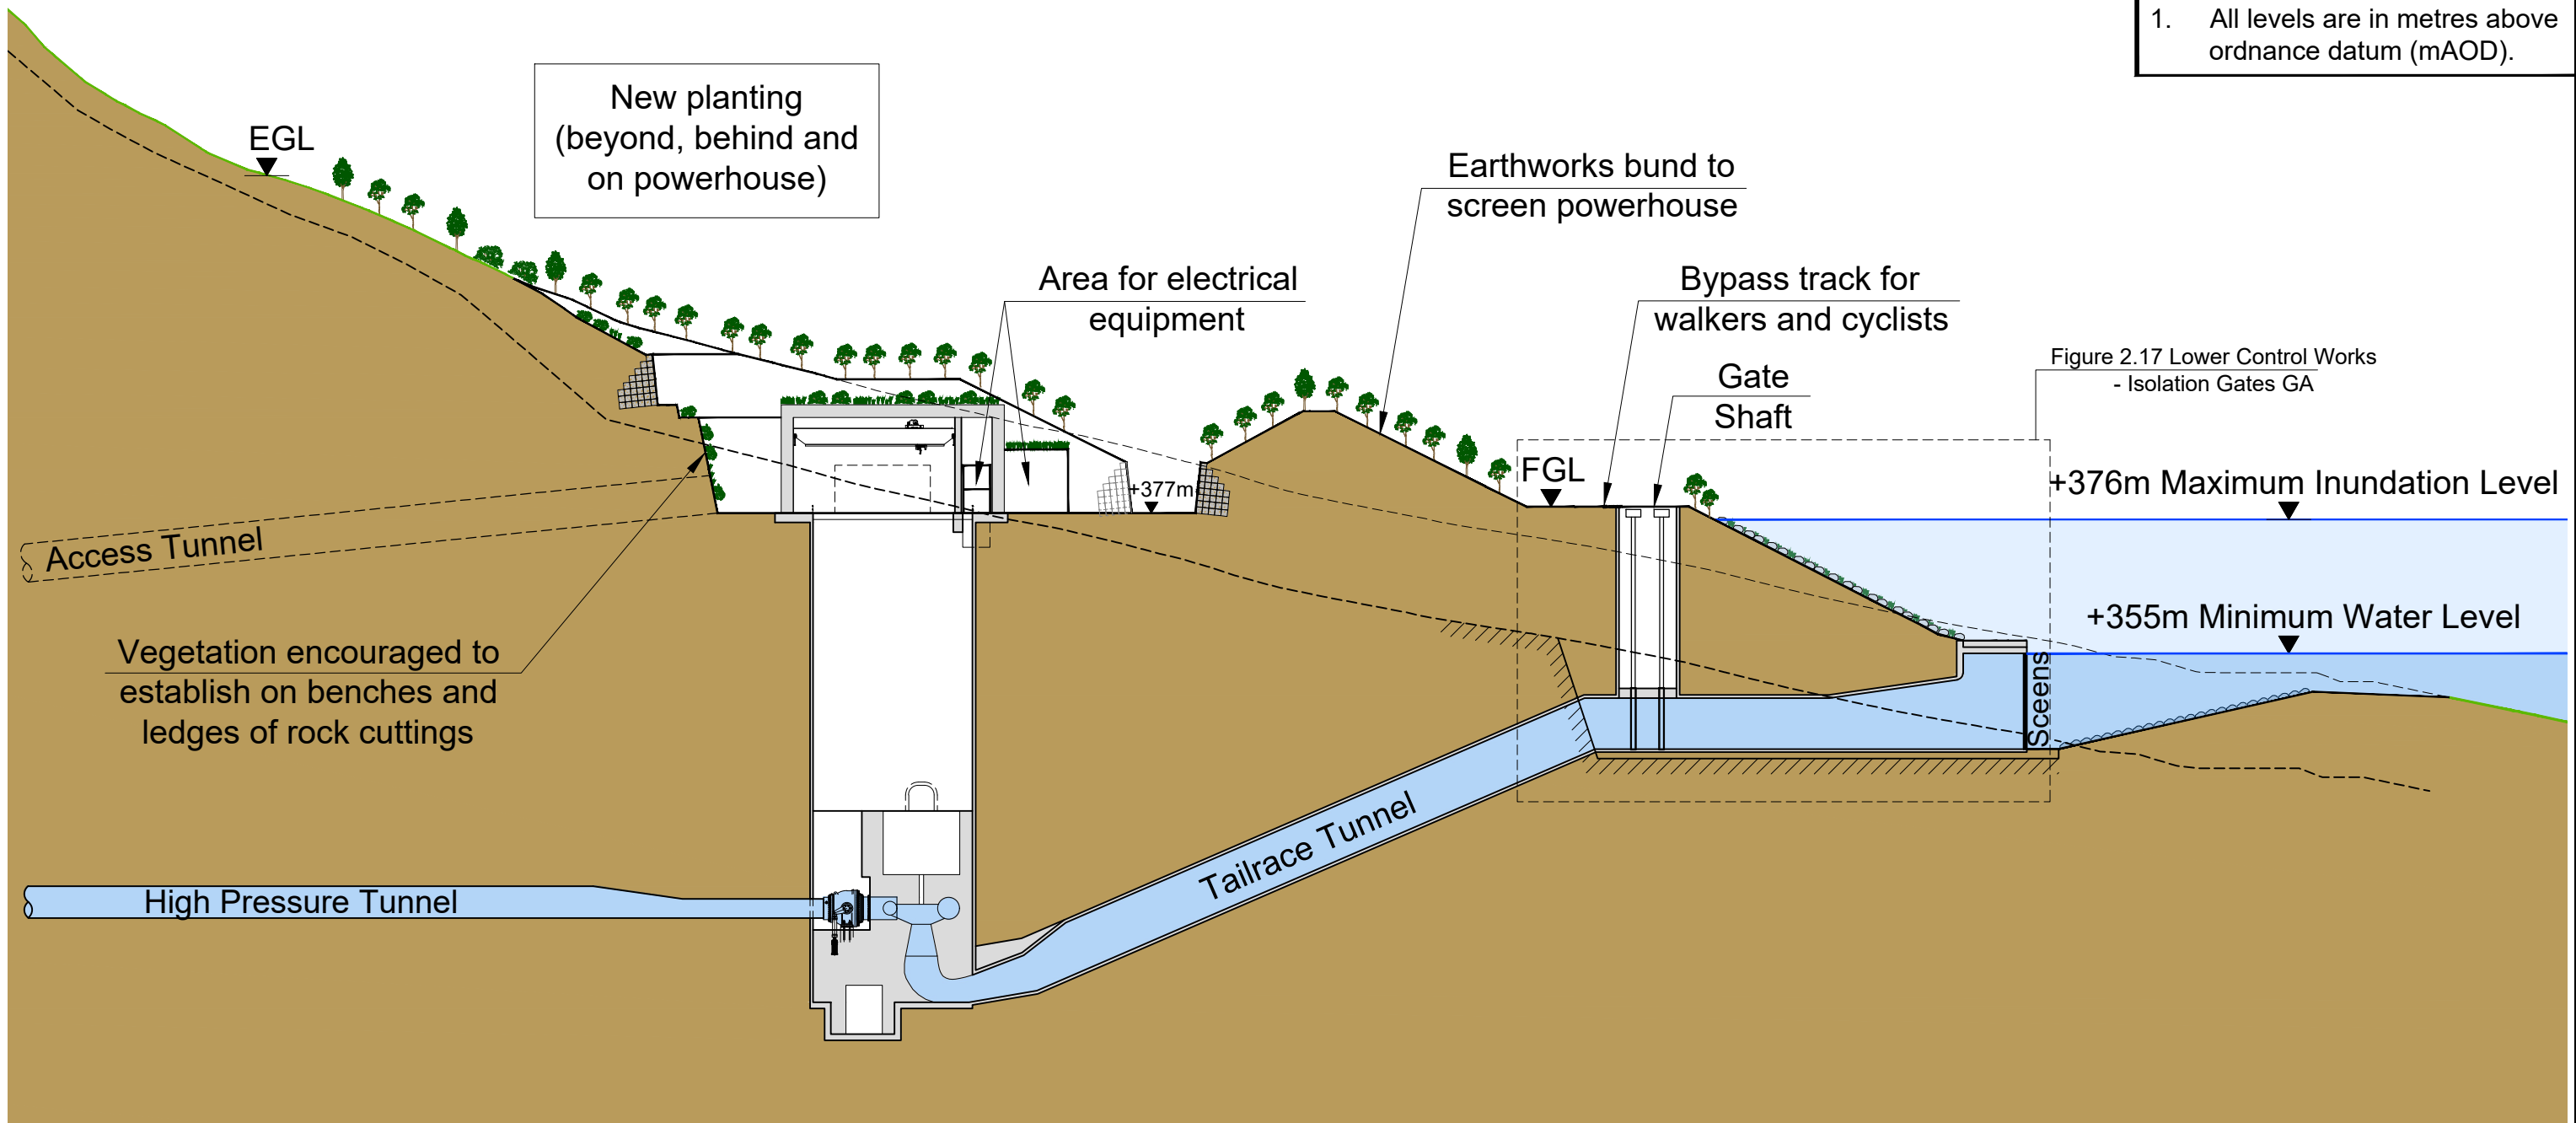 1. All levels are in metres above
ordnance datum (mAOD).
New planting
(beyond, behind and
on powerhouse)
EGL
Earthworks bund to
screen powerhouse
Area for electrical
equipment
Bypass track for
walkers and cyclists
Figure 2.17 Lower Control Works
- Isolation Gates GA
Gate
Shaft
FGL
+377m
+376m Maximum Inundation Level
Access Tunnel
+355m Minimum Water Level
Vegetation encouraged to
establish on benches and
ledges of rock cuttings
Sceens
Tailrace Tunnel
High Pressure Tunnel